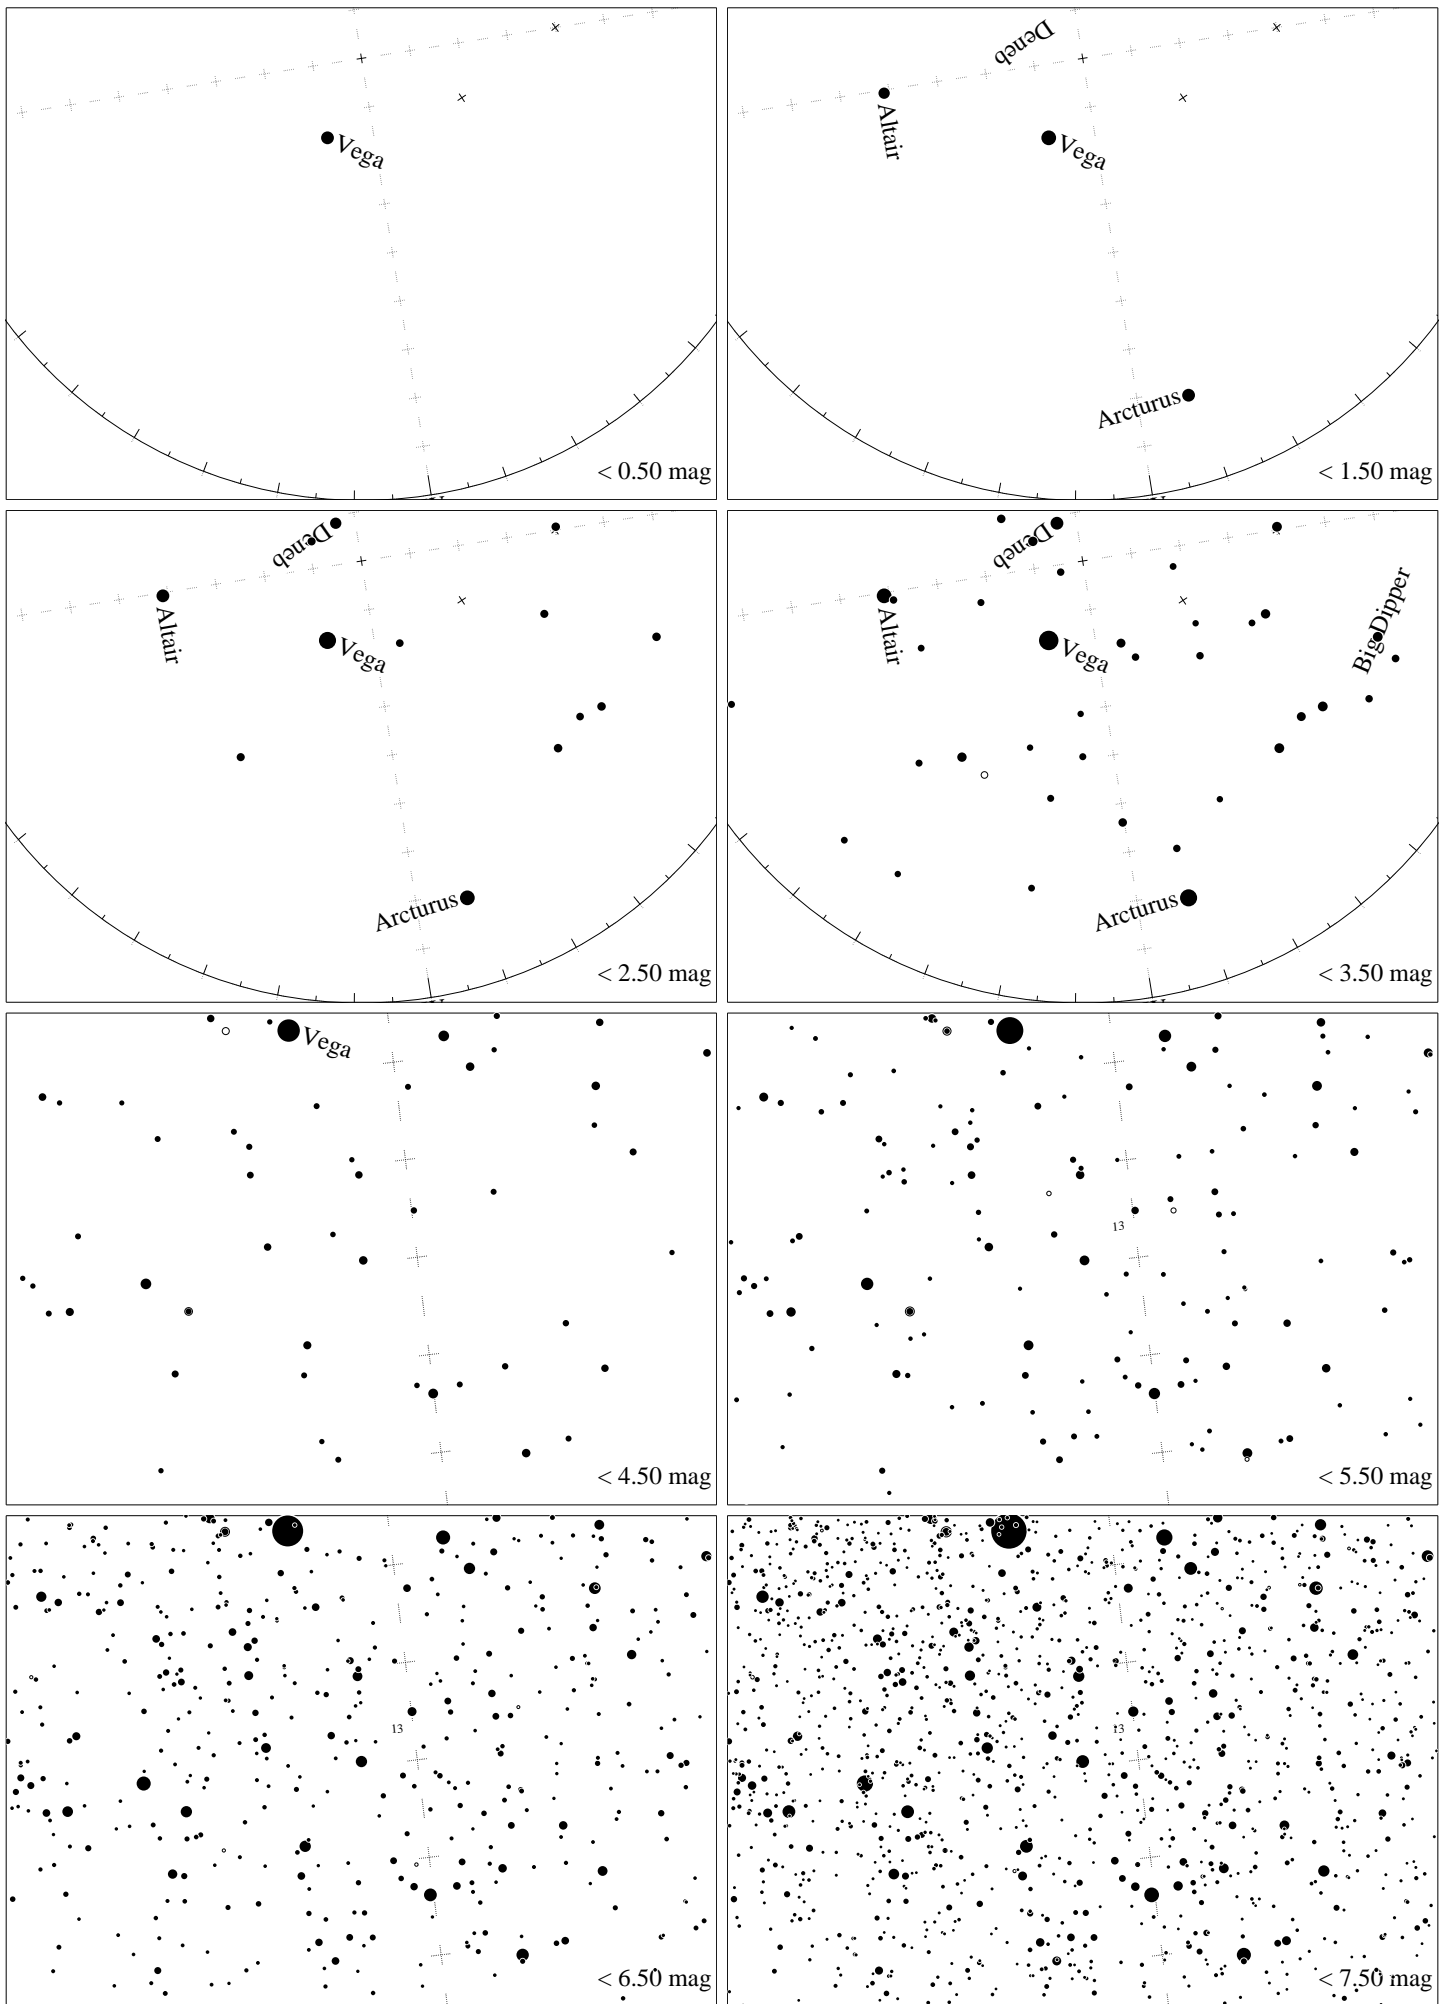 Vega
< 0.50 mag
Deneb
Altair
Vega
Arcturus
< 1.50 mag
Deneb
Altair
Vega
Arcturus
< 2.50 mag
Deneb
Altair
Vega
Big Dipper
Arcturus
< 3.50 mag
Vega
< 4.50 mag
13
< 5.50 mag
13
< 6.50 mag
13
< 7.50 mag